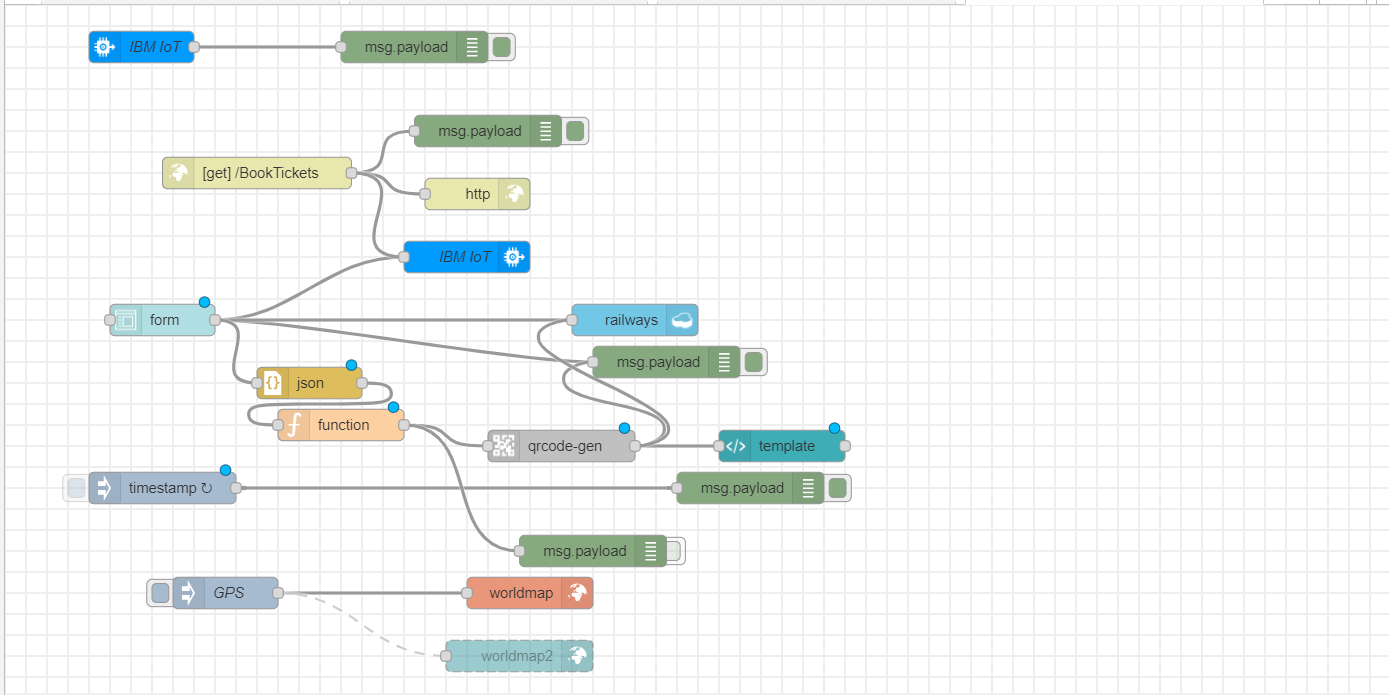 IBM IoT
msg.payload
msg.payload
[get] /BookTickets
http
IBM IoT
form
railways
msg.payload
json
function
qrcode-gen
template
timestamp ↻
msg.payload
msg.payload
GPS
worldmap
worldmap2